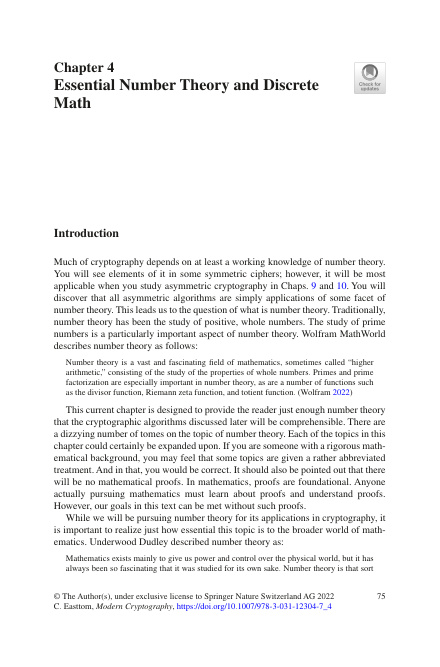 Chapter 4
Essential Number Theory and Discrete
Math
Check for
updates
Introduction
Much of cryptography depends on at least a working knowledge of number theory.
You will see elements of it in some symmetric ciphers; however, it will be most
applicable when you study asymmetric cryptography in Chaps. 9 and 10. You will
discover that all asymmetric algorithms are simply applications of some facet of
number theory. This leads us to the question of what is number theory. Traditionally,
number theory has been the study of positive, whole numbers. The study of prime
numbers is a particularly important aspect of number theory. Wolfram MathWorld
describes number theory as follows:
Number theory is a vast and fascinating field of mathematics, sometimes called “higher
arithmetic,” consisting of the study of the properties of whole numbers. Primes and prime
factorization are especially important in number theory, as are a number of functions such
as the divisor function, Riemann zeta function, and totient function. (Wolfram 2022)
This current chapter is designed to provide the reader just enough number theory
that the cryptographic algorithms discussed later will be comprehensible. There are
a dizzying number of tomes on the topic of number theory. Each of the topics in this
chapter could certainly be expanded upon. If you are someone with a rigorous math-
ematical background, you may feel that some topics are given a rather abbreviated
treatment. And in that, you would be correct. It should also be pointed out that there
will be no mathematical proofs. In mathematics, proofs are foundational. Anyone
actually pursuing mathematics must learn about proofs and understand proofs.
However, our goals in this text can be met without such proofs.
While we will be pursuing number theory for its applications in cryptography, it
is important to realize just how essential this topic is to the broader world of math-
ematics. Underwood Dudley described number theory as:
Mathematics exists mainly to give us power and control over the physical world, but it has
always been so fascinating that it was studied for its own sake. Number theory is that sort
© The Author(s), under exclusive license to Springer Nature Switzerland AG 2022 75
C. Easttom, Modern Cryptography, https://doi.org/10.1007/978-3-031-12304-7_4